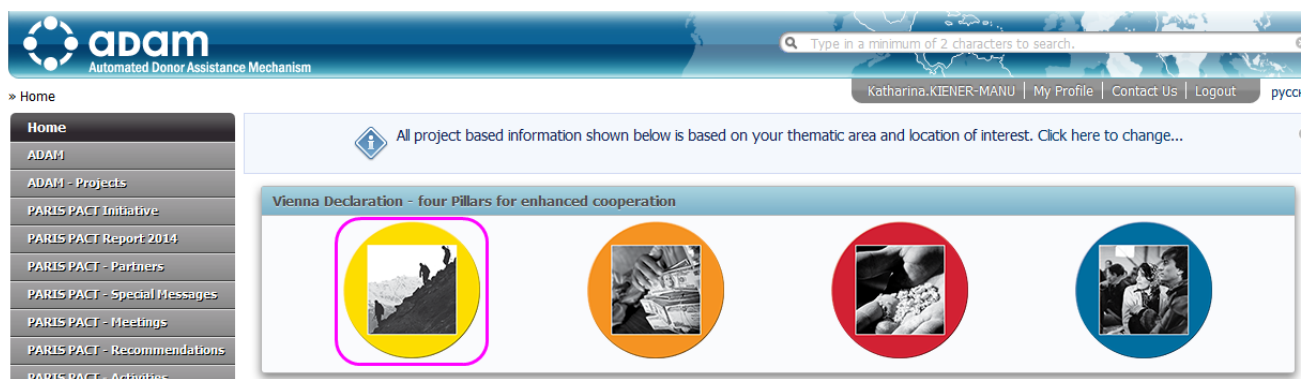 aDam
Automated Donor Assistance Mechanism
Type in a minimum of 2 characters to search.
» Home
Katharina.KIENER-MANU | My Profile | Contact Us | Logout
Home
ADAM
ADAM - Projects
PARIS PACT Initiative
PARIS PACT Report 2014
PARIS PACT - Partners
PARIS PACT - Special Messages
PARIS PACT - Meetings
PARIS PACT - Recommendations
PARIS PACT - Activities
All project based information shown below is based on your thematic area and location of interest. Click here to change...
Vienna Declaration - four Pillars for enhanced cooperation